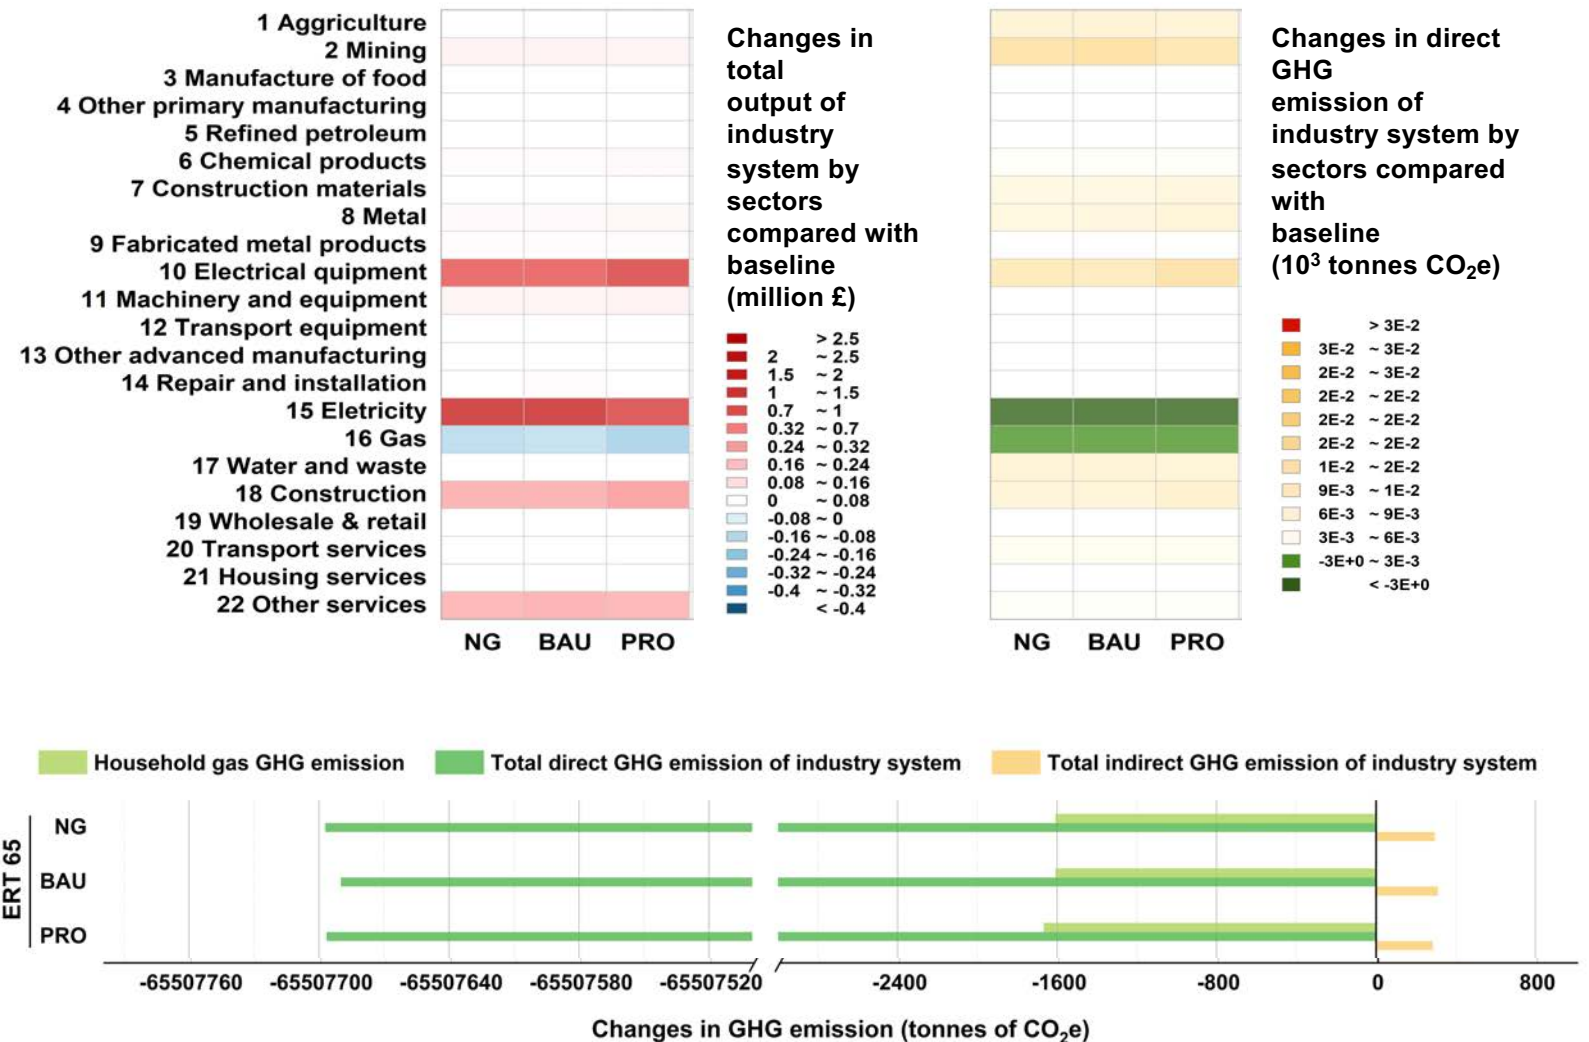 1 Aggriculture
2 Mining
3 Manufacture of food
4 Other primary manufacturing
5 Refined petroleum
6 Chemical products
7 Construction materials
8 Metal
9 Fabricated metal products
10 Electrical quipment
11 Machinery and equipment
12 Transport equipment
13 Other advanced manufacturing
14 Repair and installation
15 Eletricity
16 Gas
17 Water and waste
18 Construction
19 Wholesale & retail
20 Transport services
21 Housing services
22 Other services
NG BAU PRO
Changes in
total
output of
industry
system by
sectors
compared with
baseline
(million £)
> 2.5
2 ~ 2.5
1.5 ~ 2
1 ~ 1.5
0.7 ~ 1
0.32 ~ 0.7
0.24 ~ 0.32
0.16 ~ 0.24
0.08 ~ 0.16
0 ~ 0.08
-0.08 ~ 0
-0.16 ~ -0.08
-0.24 ~ -0.16
-0.32 ~ -0.24
-0.4 ~ -0.32
< -0.4
NG BAU PRO
Changes in direct
GHG
emission of
industry system by
sectors compared
with
baseline
(10³ tonnes CO₂e)
> 3E-2
3E-2 ~ 3E-2
2E-2 ~ 3E-2
2E-2 ~ 2E-2
2E-2 ~ 2E-2
2E-2 ~ 2E-2
1E-2 ~ 2E-2
9E-3 ~ 1E-2
6E-3 ~ 9E-3
3E-3 ~ 6E-3
-3E+0 ~ 3E-3
< -3E+0
Household gas GHG emission Total direct GHG emission of industry system Total indirect GHG emission of industry system
ERT 65
NG
BAU
PRO
-65507760 -65507700 -65507640 -65507580 -65507520 -2400 -1600 -800 0 800
Changes in GHG emission (tonnes of CO₂e)